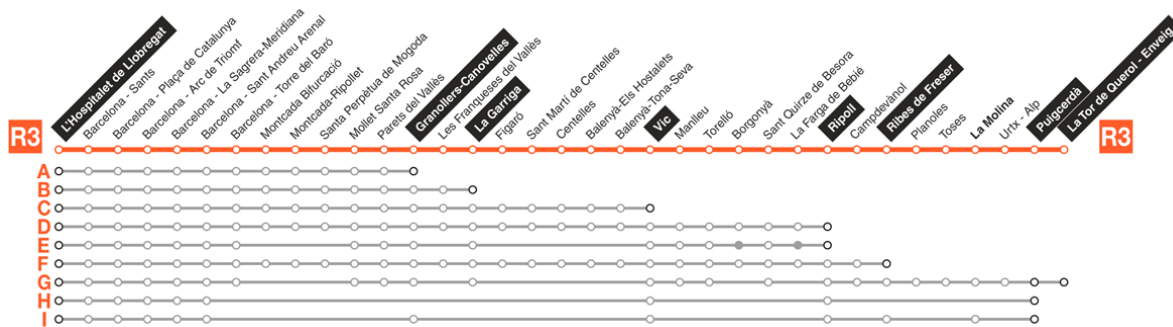 R3
L'Hospitalet de Llobregat
Barcelona - Sants
Barcelona - Plaça de Catalunya
Barcelona - Arc de Triomf
Barcelona - La Sagrera-Meridiana
Barcelona - Sant Andreu Arenal
Barcelona - Torre del Baró
Montcada Bifurcació
Montcada-Ripollet
Santa Perpètua de Mogoda
Mollet Santa Rosa
Parets del Vallès
Granollers-Canovelles
Les Franqueses del Vallès
La Garriga
Figaró
Sant Martí de Centelles
Centelles
Balenyà-Els Hostalets
Balenyà-Tona-Seva
Vic
Manlleu
Torelló
Borgonyà
Sant Quirze de Besora
La Farga de Bebié
Ripoll
Campdevànol
Ribes de Freser
Planoles
Toses
La Molina
Urtx - Alp
Puigcerdà
La Tor de Querol - Enveig
R3
A
B
C
D
E
F
G
H
I